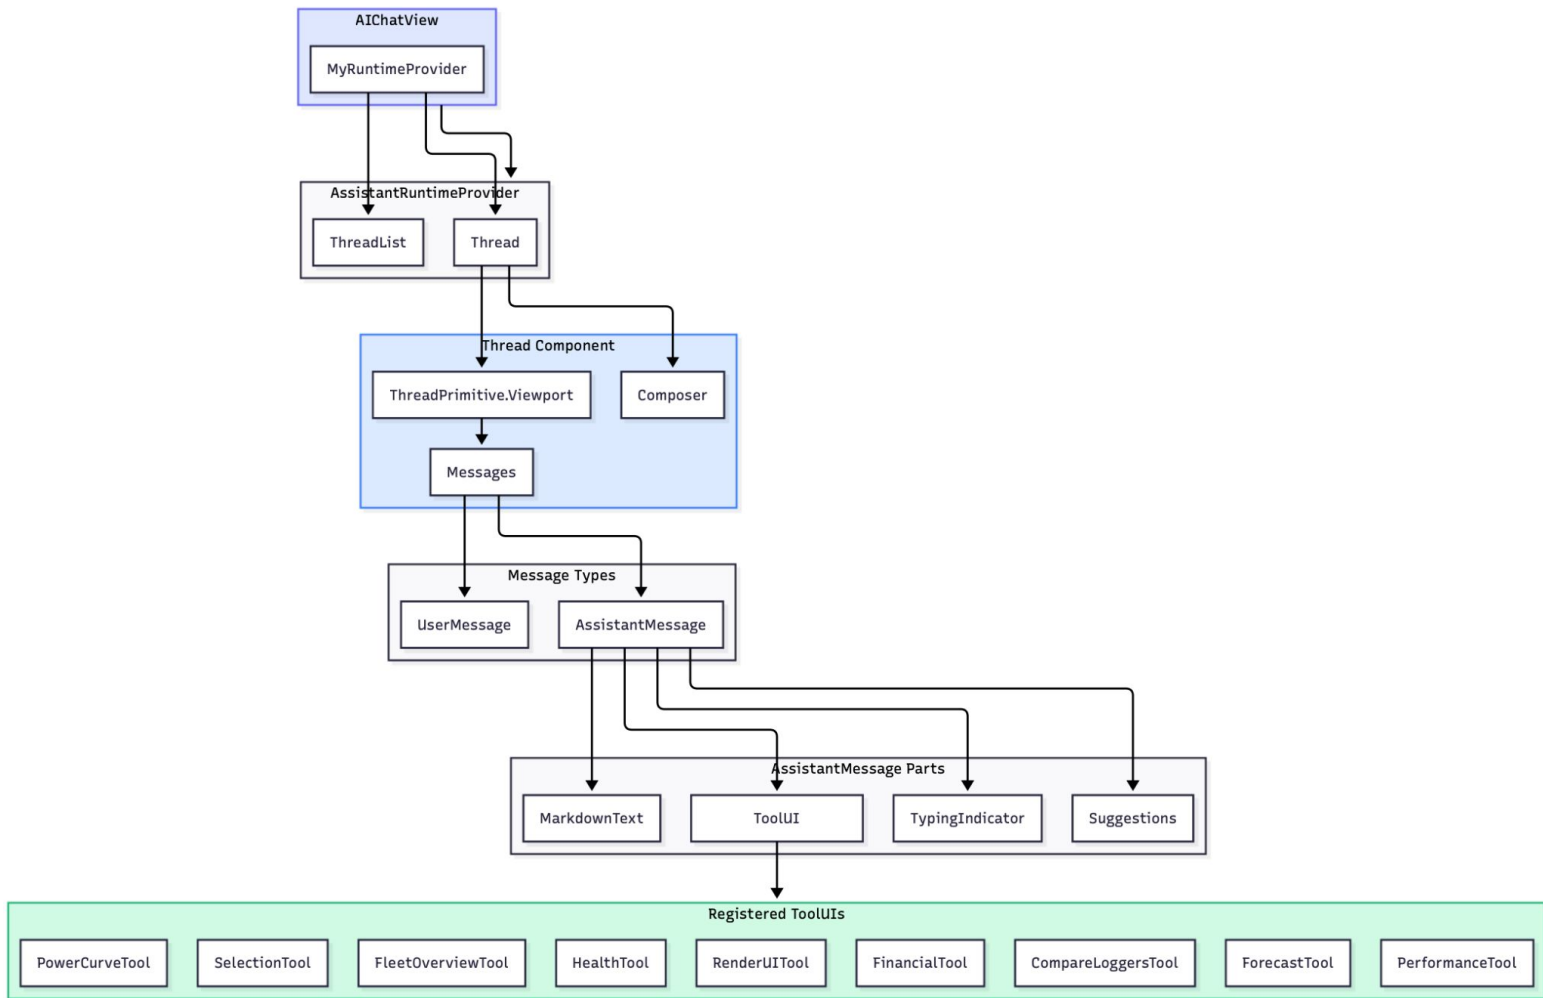 AIChatView
MyRuntimeProvider
AssistantRuntimeProvider
ThreadList
Thread
Thread Component
ThreadPrimitive.Viewport
Composer
Messages
Message Types
UserMessage
AssistantMessage
AssistantMessage Parts
MarkdownText
ToolUI
TypingIndicator
Suggestions
Registered ToolUIs
PowerCurveTool
SelectionTool
FleetOverviewTool
HealthTool
RenderUITool
FinancialTool
CompareLoggersTool
ForecastTool
PerformanceTool